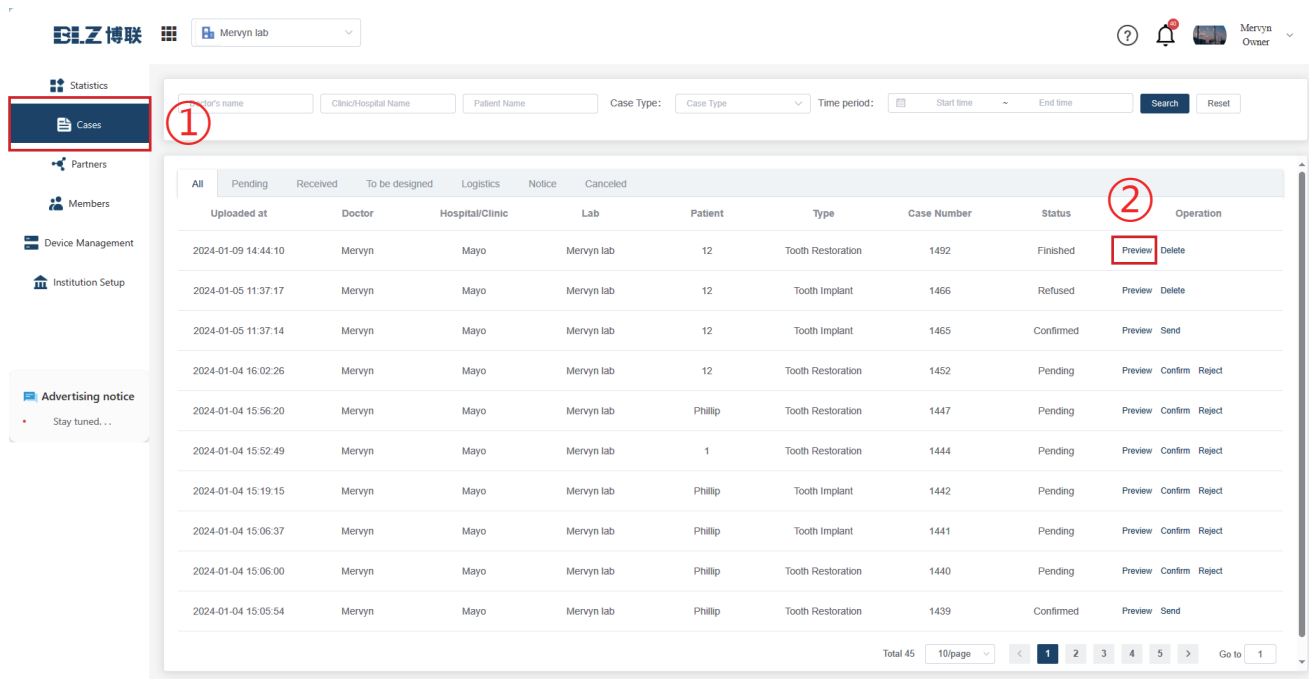 BLZ博联 Mervyn lab 40 Mervyn
Owner
Statistics
Cases
Partners
Members
Device Management
Institution Setup
Advertising notice
Stay tuned. . .
①
Doctor's name Clinic/Hospital Name Patient Name Case Type: Case Type Time period: Start time ~ End time Search Reset
All Pending Received To be designed Logistics Notice Canceled
②
Uploaded at Doctor Hospital/Clinic Lab Patient Type Case Number Status Operation
2024-01-09 14:44:10 Mervyn Mayo Mervyn lab 12 Tooth Restoration 1492 Finished Preview Delete
2024-01-05 11:37:17 Mervyn Mayo Mervyn lab 12 Tooth Implant 1466 Refused Preview Delete
2024-01-05 11:37:14 Mervyn Mayo Mervyn lab 12 Tooth Implant 1465 Confirmed Preview Send
2024-01-04 16:02:26 Mervyn Mayo Mervyn lab 12 Tooth Restoration 1452 Pending Preview Confirm Reject
2024-01-04 15:56:20 Mervyn Mayo Mervyn lab Phillip Tooth Restoration 1447 Pending Preview Confirm Reject
2024-01-04 15:52:49 Mervyn Mayo Mervyn lab 1 Tooth Restoration 1444 Pending Preview Confirm Reject
2024-01-04 15:19:15 Mervyn Mayo Mervyn lab Phillip Tooth Implant 1442 Pending Preview Confirm Reject
2024-01-04 15:06:37 Mervyn Mayo Mervyn lab Phillip Tooth Implant 1441 Pending Preview Confirm Reject
2024-01-04 15:06:00 Mervyn Mayo Mervyn lab Phillip Tooth Restoration 1440 Pending Preview Confirm Reject
2024-01-04 15:05:54 Mervyn Mayo Mervyn lab Phillip Tooth Restoration 1439 Confirmed Preview Send
Total 45 10/page < 1 2 3 4 5 > Go to 1